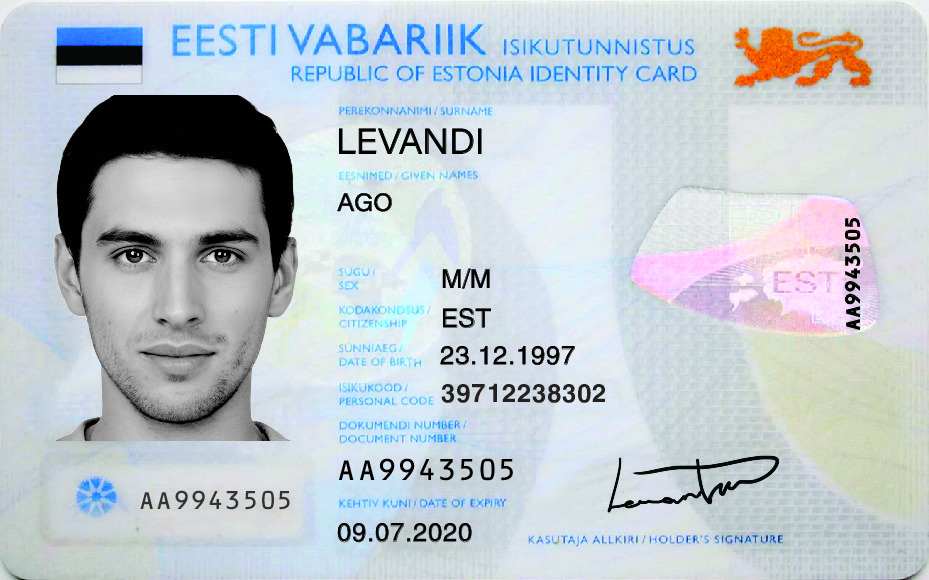 EESTI VABARIIK ISIKUTUNNISTUS
REPUBLIC OF ESTONIA IDENTITY CARD
PEREKONNANIMI / SURNAME
LEVANDI
EESNIMED / GIVEN NAMES
AGO
SUGU /
SEX
M/M
KODAKONDSUS /
CITIZENSHIP
EST
SÜNNIAEG /
DATE OF BIRTH
23.12.1997
ISIKUKOOD /
PERSONAL CODE
39712238302
DOKUMENDI NUMBER /
DOCUMENT NUMBER
AA9943505
KEHTIV KUNI / DATE OF EXPIRY
09.07.2020
AA9943505
EST
AA9943505
KASUTAJA ALLKIRI / HOLDER'S SIGNATURE